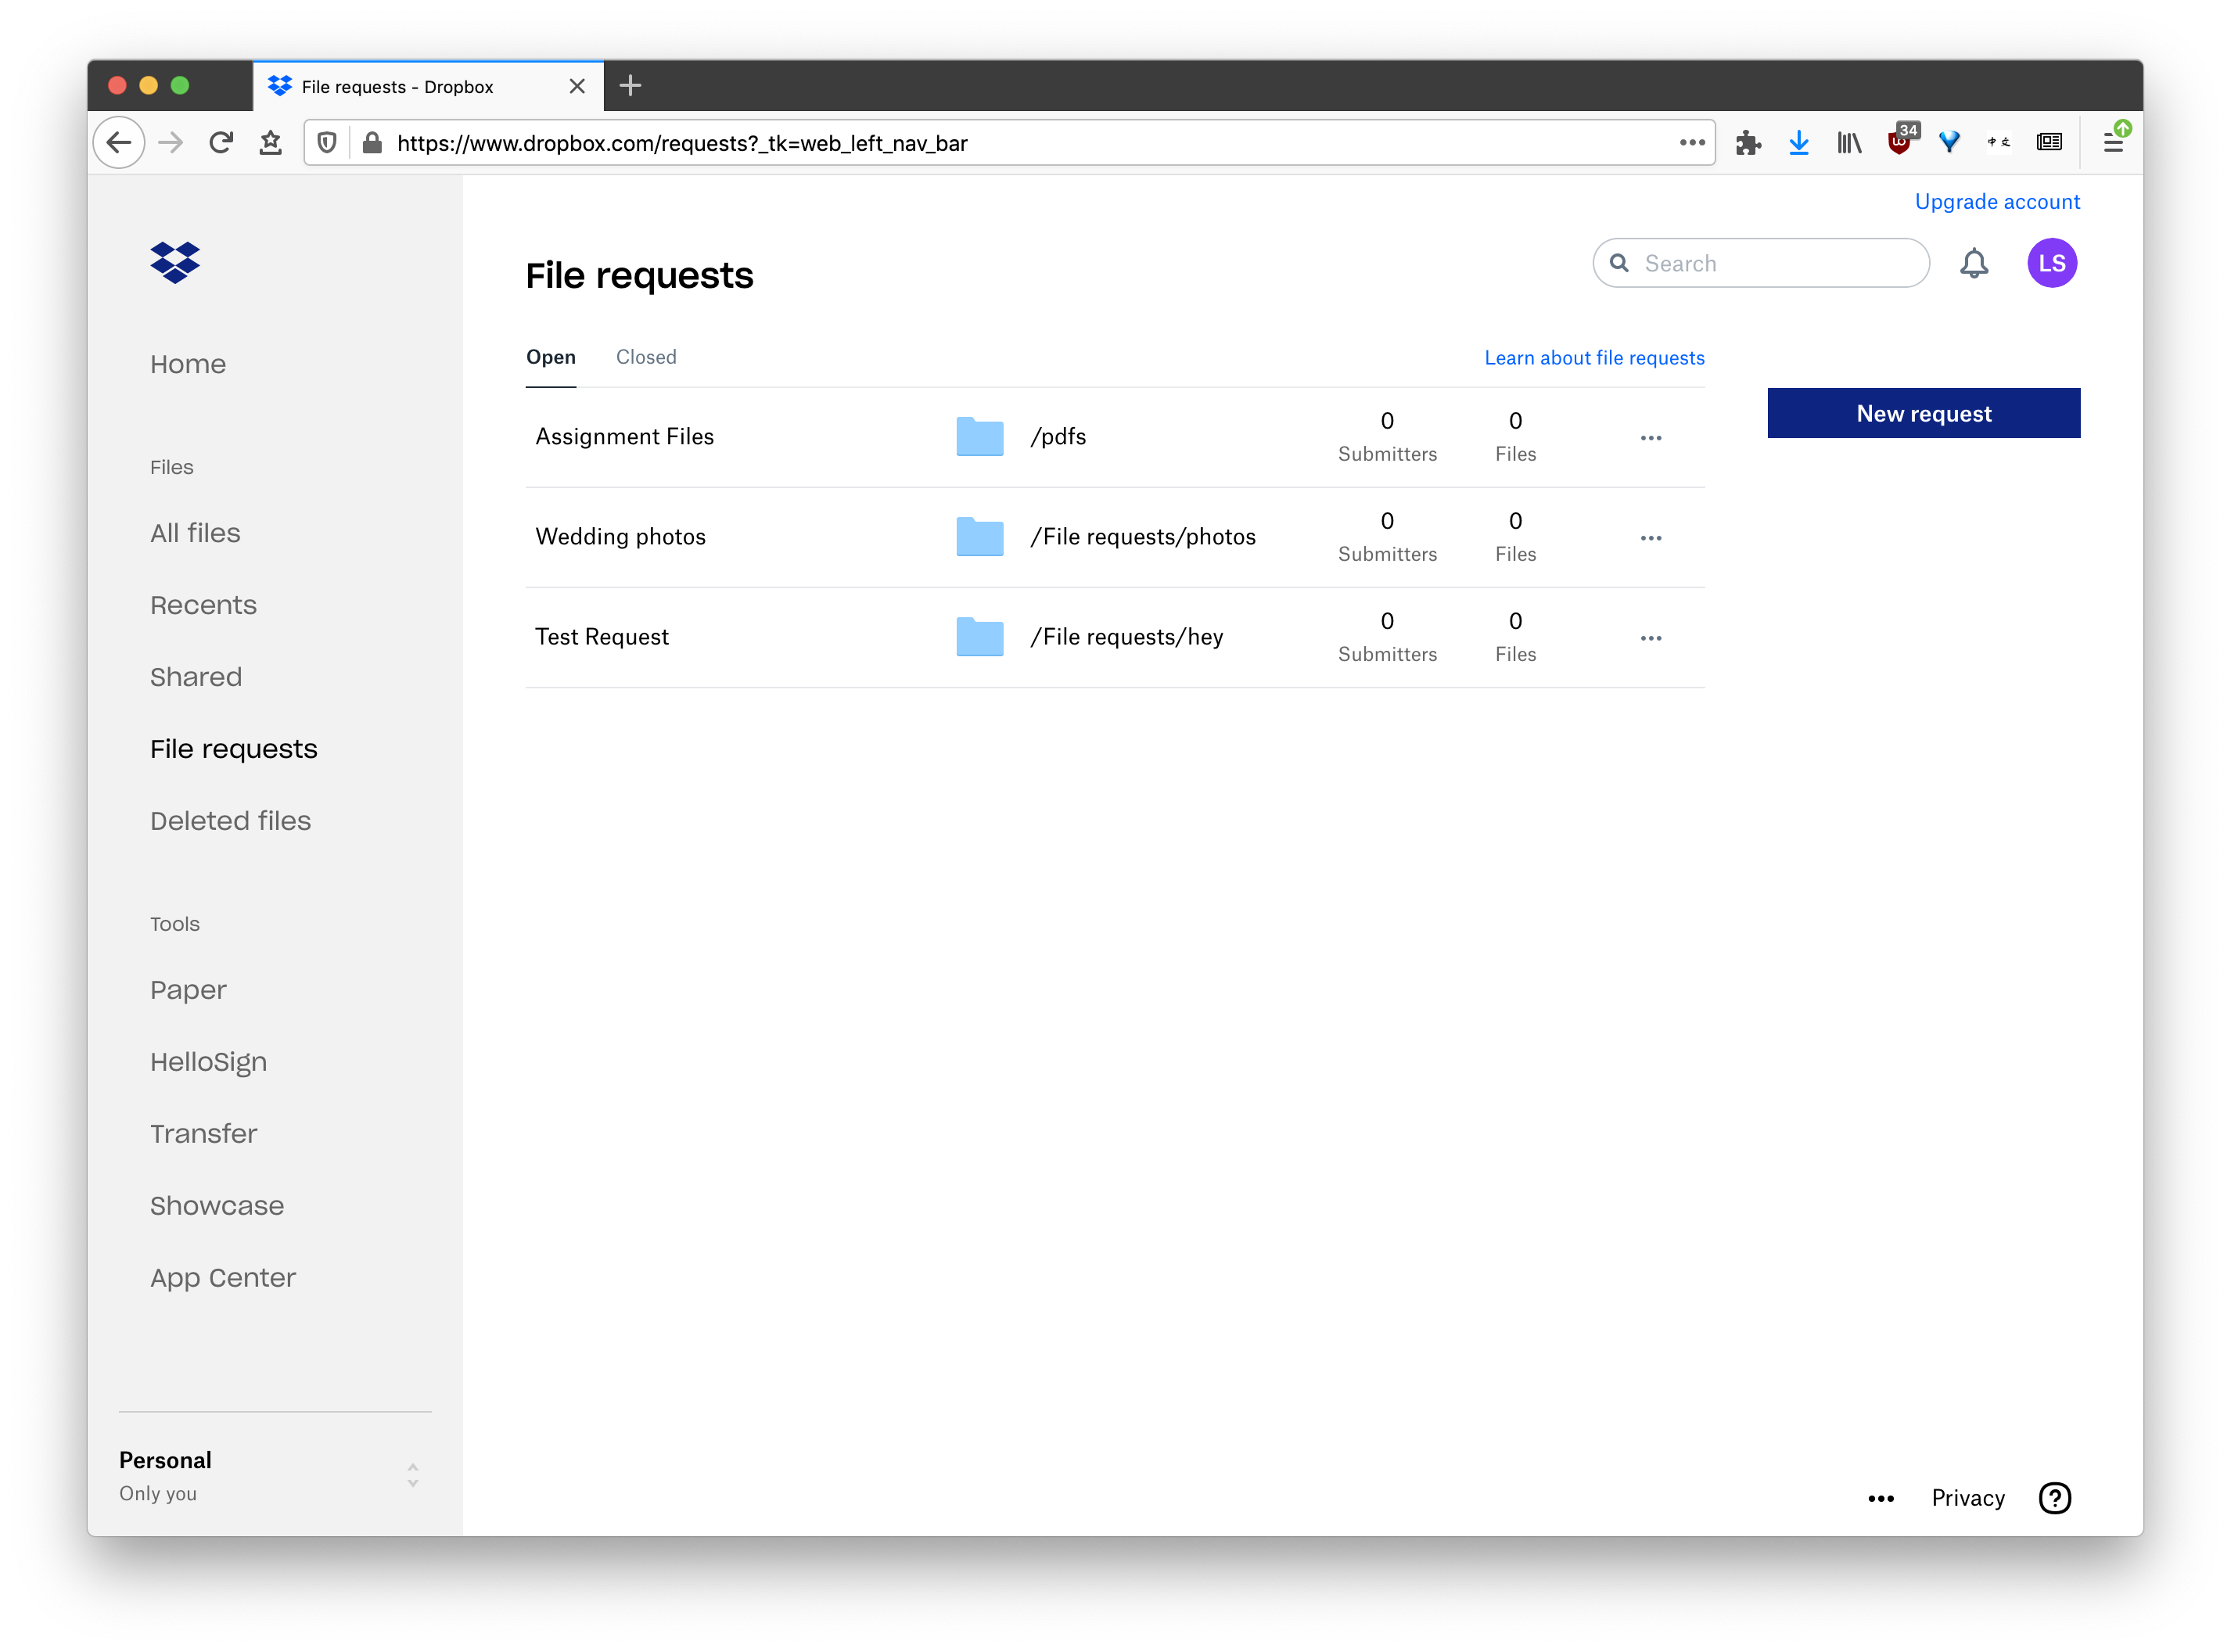 File requests - Dropbox
https://www.dropbox.com/requests?_tk=web_left_nav_bar
34
中文
Upgrade account
File requests
Search
LS
Home
Files
All files
Recents
Shared
File requests
Deleted files
Tools
Paper
HelloSign
Transfer
Showcase
App Center
Personal
Only you
Open Closed Learn about file requests
New request
Assignment Files /pdfs 0 Submitters 0 Files
Wedding photos /File requests/photos 0 Submitters 0 Files
Test Request /File requests/hey 0 Submitters 0 Files
Privacy
?